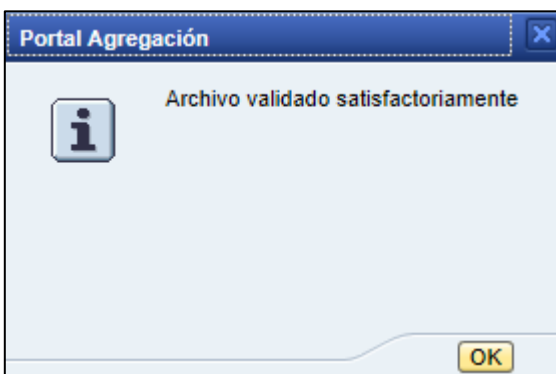 Portal Agregación
Archivo validado satisfactoriamente
OK